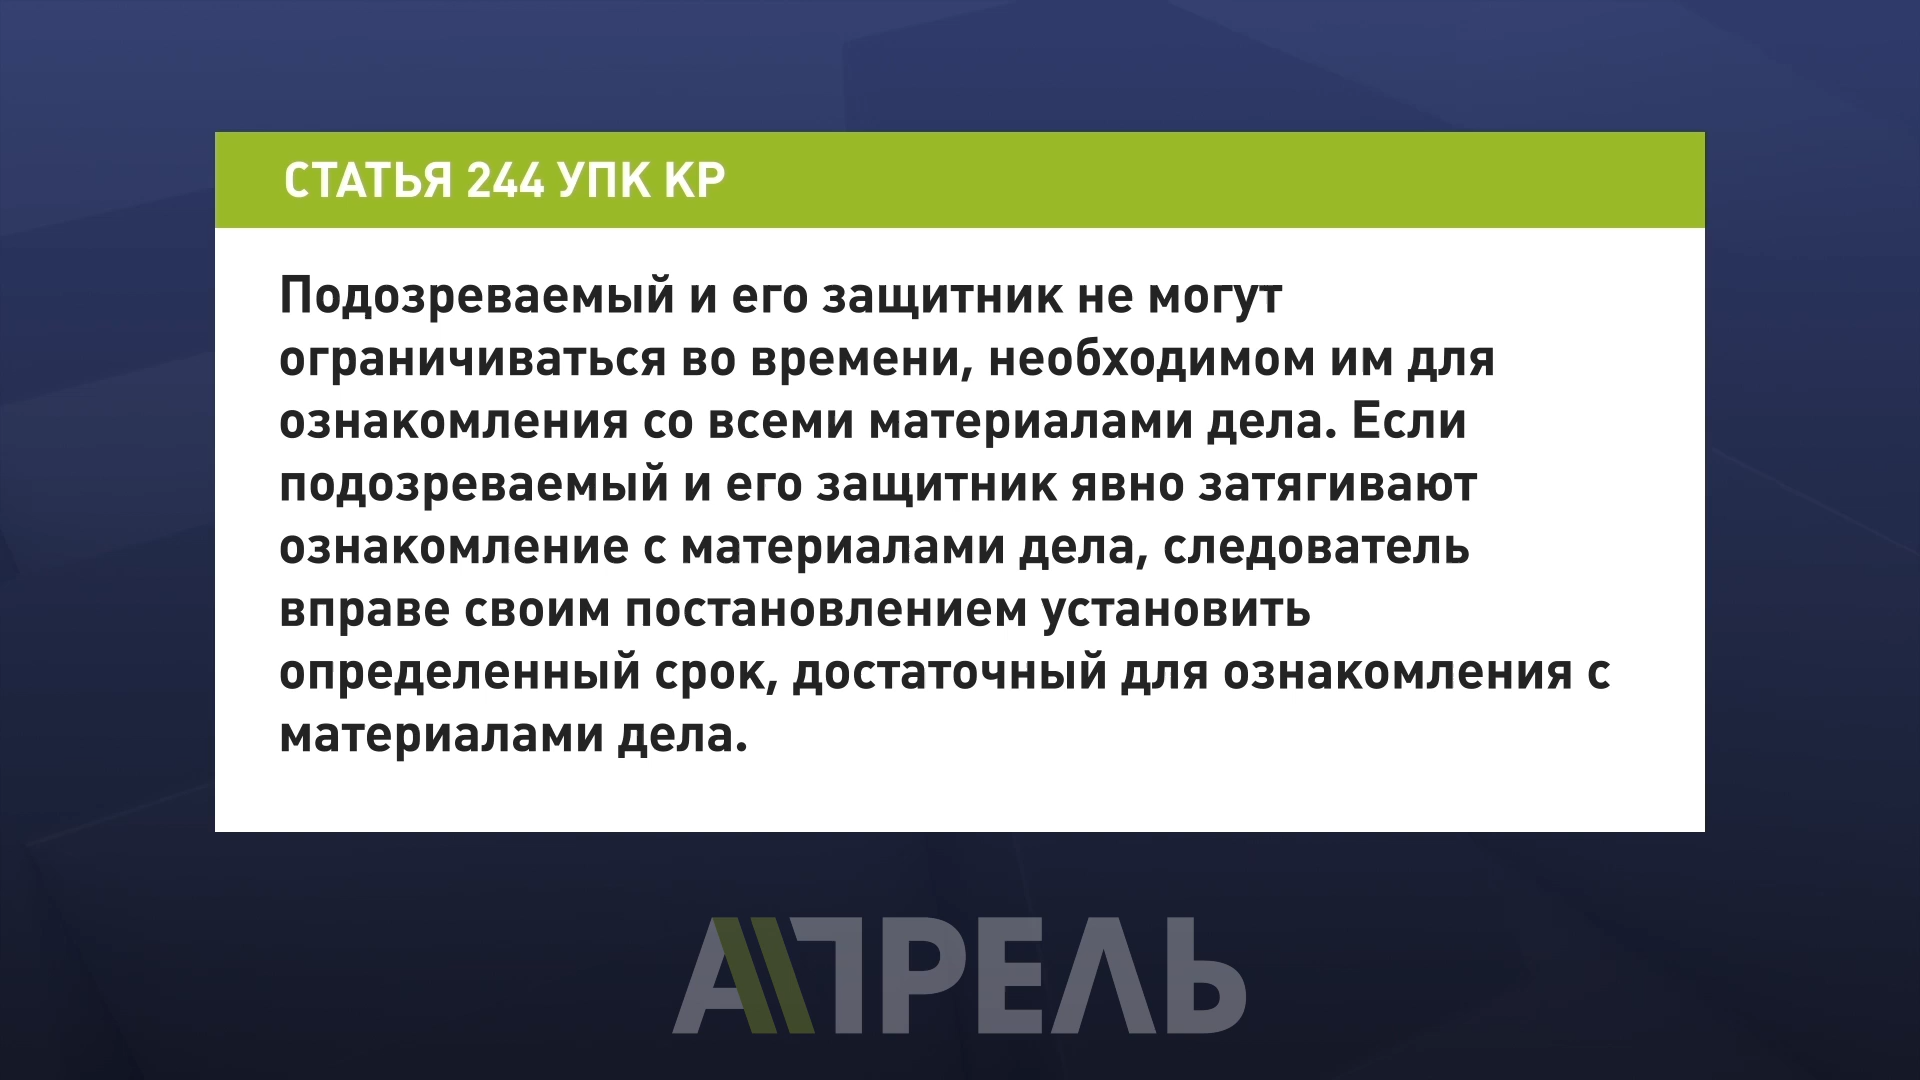 СТАТЬЯ 244 УПК КР
Подозреваемый и его защитник не могут
ограничиваться во времени, необходимом им для
ознакомления со всеми материалами дела. Если
подозреваемый и его защитник явно затягивают
ознакомление с материалами дела, следователь
вправе своим постановлением установить
определенный срок, достаточный для ознакомления с
материалами дела.
АПРЕЛЬ